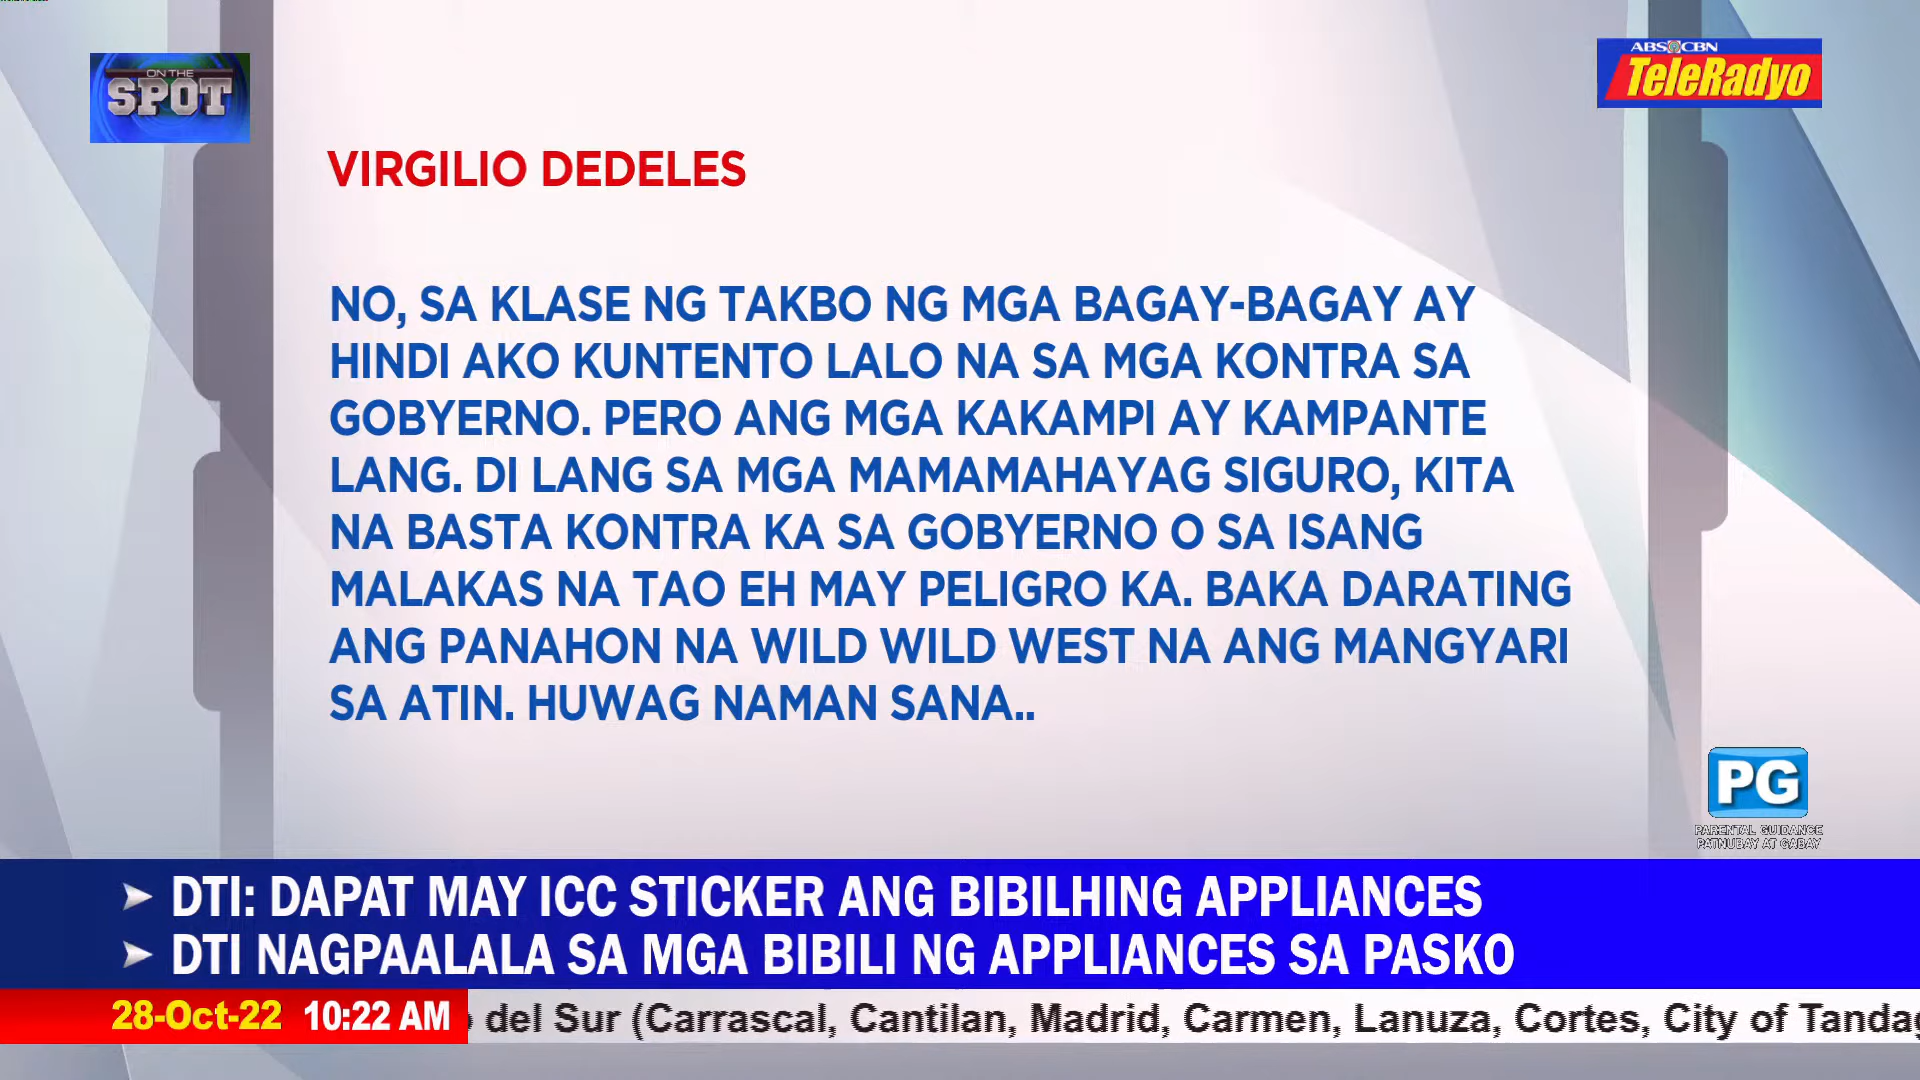 ON THE
SPOT
ABS CBN
TeleRadyo
VIRGILIO DEDELES
NO, SA KLASE NG TAKBO NG MGA BAGAY-BAGAY AY
HINDI AKO KUNTENTO LALO NA SA MGA KONTRA SA
GOBYERNO. PERO ANG MGA KAKAMPI AY KAMPANTE
LANG. DI LANG SA MGA MAMAMAHAYAG SIGURO, KITA
NA BASTA KONTRA KA SA GOBYERNO O SA ISANG
MALAKAS NA TAO EH MAY PELIGRO KA. BAKA DARATING
ANG PANAHON NA WILD WILD WEST NA ANG MANGYARI
SA ATIN. HUWAG NAMAN SANA..
PG
PARENTAL GUIDANCE
PATNUBAY AT GABAY
DTI: DAPAT MAY ICC STICKER ANG BIBILHING APPLIANCES
DTI NAGPAALALA SA MGA BIBILI NG APPLIANCES SA PASKO
28-Oct-22 10:22 AM del Sur (Carrascal, Cantilan, Madrid, Carmen, Lanuza, Cortes, City of Tandag